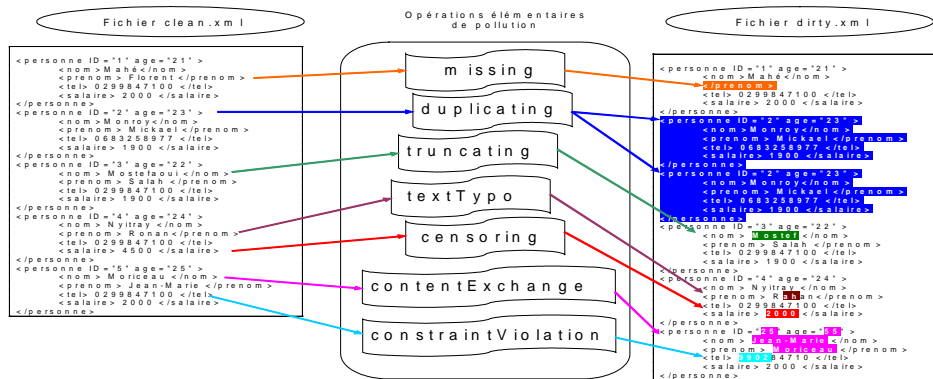 Fichier clean.xml
<personne ID="1" age="21">
<nom>Mahé</nom>
<prenom>Florent</prenom>
<tel>0299847100</tel>
<salaire>2000</salaire>
</personne>
<personne ID="2" age="23">
<nom>Monroy</nom>
<prenom>Mickael</prenom>
<tel>0683258977</tel>
<salaire>1900</salaire>
</personne>
<personne ID="3" age="22">
<nom>Mostefaoui</nom>
<prenom>Salah</prenom>
<tel>0299847100</tel>
<salaire>1900</salaire>
</personne>
<personne ID="4" age="24">
<nom>Nyitray</nom>
<prenom>Ronan</prenom>
<tel>0299847100</tel>
<salaire>4500</salaire>
</personne>
<personne ID="5" age="25">
<nom>Moriceau</nom>
<prenom>Jean-Marie</prenom>
<tel>0299847100</tel>
<salaire>2000</salaire>
</personne>
Opérations élémentaires
de pollution
missing
duplicating
truncating
textTypo
censoring
contentExchange
constraintViolation
Fichier dirty.xml
<personne ID="1" age="21">
<nom>Mahé</nom>
</prenom>
<tel>0299847100</tel>
<salaire>2000</salaire>
</personne>
<personne ID="2" age="23">
<nom>Monroy</nom>
<prenom>Mickael</prenom>
<tel>0683258977</tel>
<salaire>1900</salaire>
</personne>
<personne ID="2" age="23">
<nom>Monroy</nom>
<prenom>Mickael</prenom>
<tel>0683258977</tel>
<salaire>1900</salaire>
</personne>
<personne ID="3" age="22">
<nom>Mostef</nom>
<prenom>Salah</prenom>
<salaire>1900</salaire>
</personne>
<personne ID="4" age="24">
<nom>Nyitray</nom>
<prenom>Rahan</prenom>
<tel>0299847100</tel>
<salaire>2000</salaire>
</personne>
<personne ID="25" age="55">
<nom>Jean-Marie</nom>
<prenom>Moriceau</prenom>
<tel>84710</tel>
<salaire>2000</salaire>
</personne>